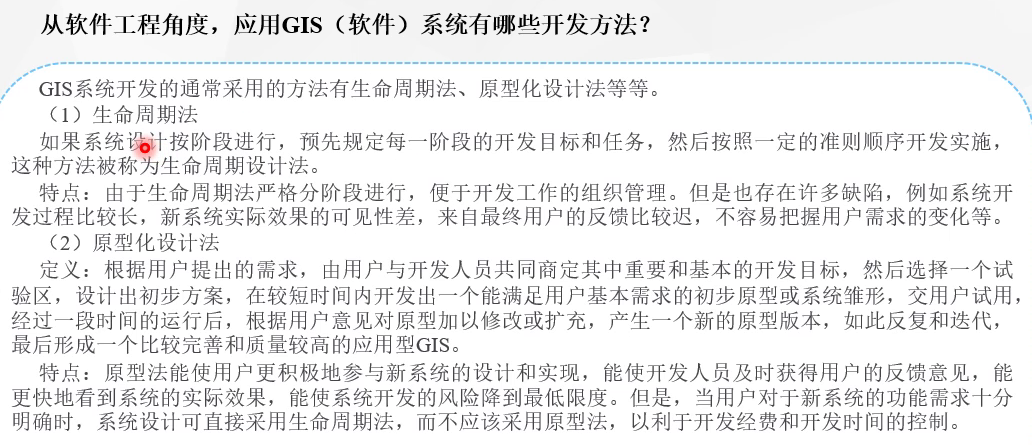 从软件工程角度，应用GIS（软件）系统有哪些开发方法？
GIS系统开发的通常采用的方法有生命周期法、原型化设计法等等。
（1）生命周期法
如果系统设计按阶段进行，预先规定每一阶段的开发目标和任务，然后按照一定的准则顺序开发实施，
这种方法被称为生命周期设计法。
特点：由于生命周期法严格分阶段进行，便于开发工作的组织管理。但是也存在许多缺陷，例如系统开
发过程比较长，新系统实际效果的可见性差，来自最终用户的反馈比较迟，不容易把握用户需求的变化等。
（2）原型化设计法
定义：根据用户提出的需求，由用户与开发人员共同商定其中重要和基本的开发目标，然后选择一个试
验区，设计出初步方案，在较短时间内开发出一个能满足用户基本需求的初步原型或系统雏形，交用户试用，
经过一段时间的运行后，根据用户意见对原型加以修改或扩充，产生一个新的原型版本，如此反复和迭代，
最后形成一个比较完善和质量较高的应用型GIS。
特点：原型法能使用户更积极地参与新系统的设计和实现，能使开发人员及时获得用户的反馈意见，能
更快地看到系统的实际效果，能使系统开发的风险降到最低限度。但是，当用户对于新系统的功能需求十分
明确时，系统设计可直接采用生命周期法，而不应该采用原型法，以利于开发经费和开发时间的控制。